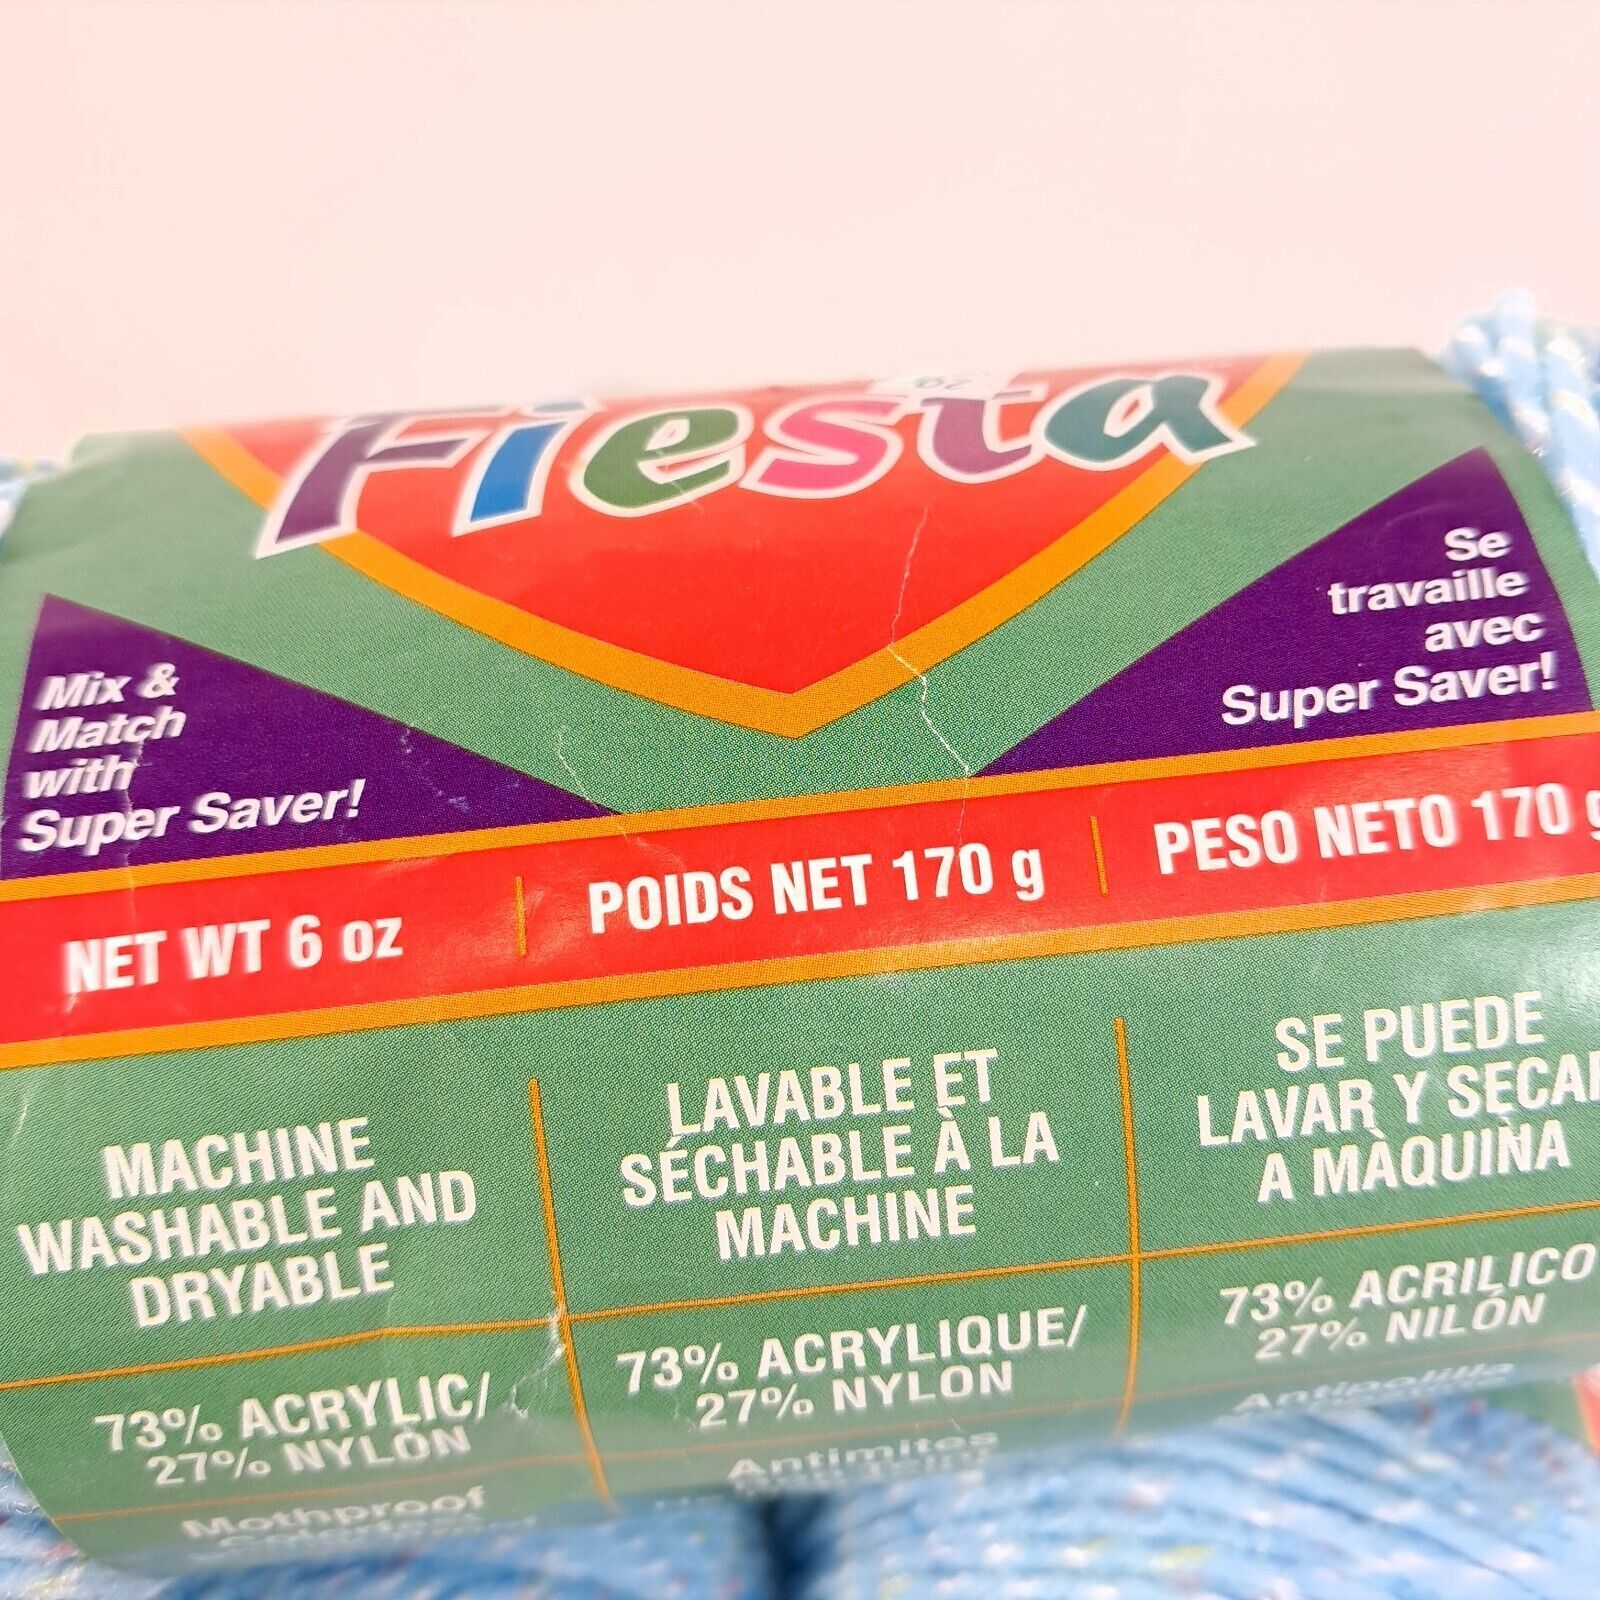 Fiesta
Mix &
Match
with
Super Saver!
Se
travaille
avec
Super Saver!
NET WT 6 oz
POIDS NET 170 g
PESO NETO 170 g
MACHINE
WASHABLE AND
DRYABLE
LAVABLE ET
SÉCHABLE À LA
MACHINE
SE PUEDE
LAVAR Y SECAR
A MÀQUINA
73% ACRYLIC/
27% NYLON
73% ACRYLIQUE/
27% NYLON
73% ACRILICO
27% NILÓN
Mothproof
Antimites
Antipolilla